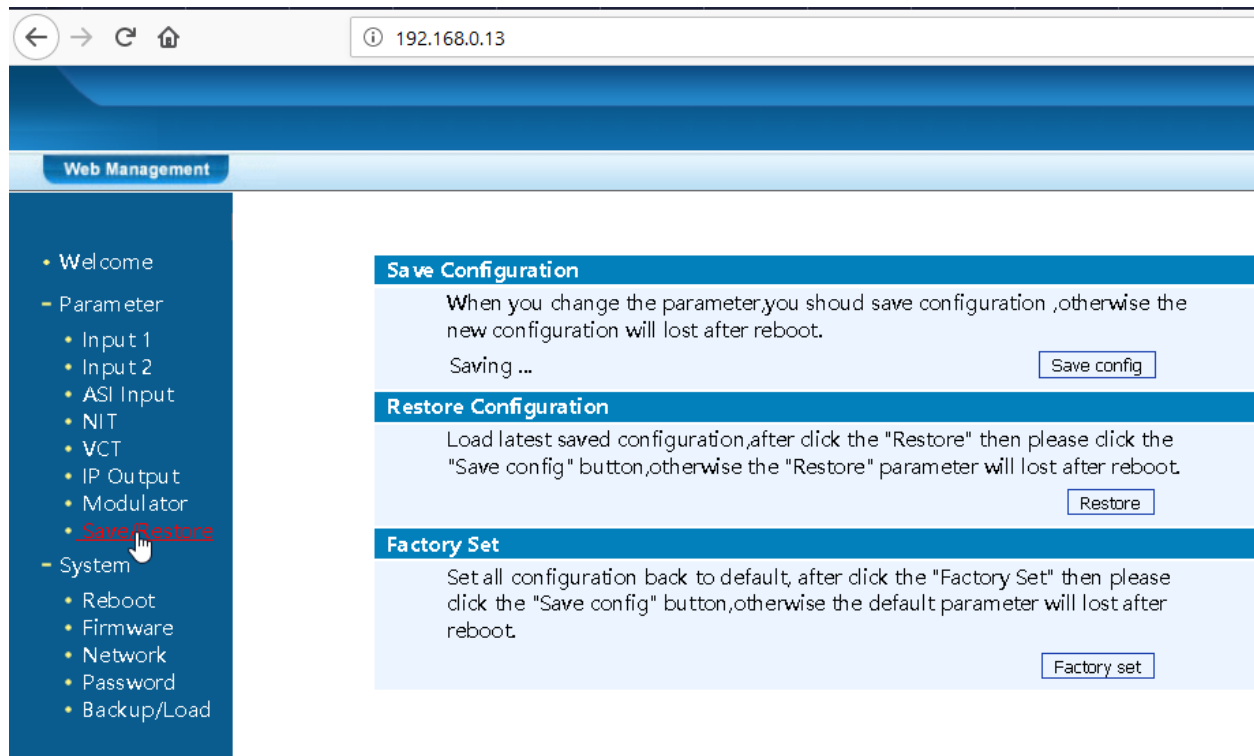 192.168.0.13
Web Management
Welcome
Parameter
Input 1
Input 2
ASI Input
NIT
VCT
IP Output
Modulator
Save/Restore
System
Reboot
Firmware
Network
Password
Backup/Load
Save Configuration
When you change the parameter,you shoud save configuration ,otherwise the
new configuration will lost after reboot.
Saving ...
Save config
Restore Configuration
Load latest saved configuration,after click the "Restore" then please click the
"Save config" button,otherwise the "Restore" parameter will lost after reboot.
Restore
Factory Set
Set all configuration back to default, after click the "Factory Set" then please
click the "Save config" button,otherwise the default parameter will lost after
reboot.
Factory set